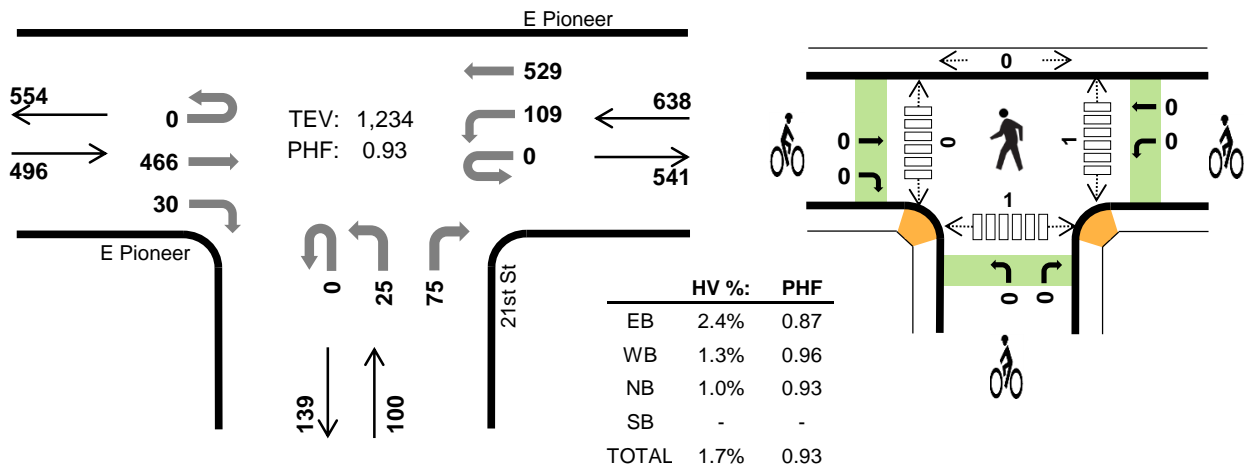 E Pioneer
554
0
496
466
30
E Pioneer
TEV: 1,234
PHF: 0.93
529
109
0
638
541
0
25
75
21st St
139
100
HV %: PHF
EB 2.4% 0.87
WB 1.3% 0.96
NB 1.0% 0.93
SB - -
TOTAL 1.7% 0.93
0
0
0
0
1
0
0
1
0
0